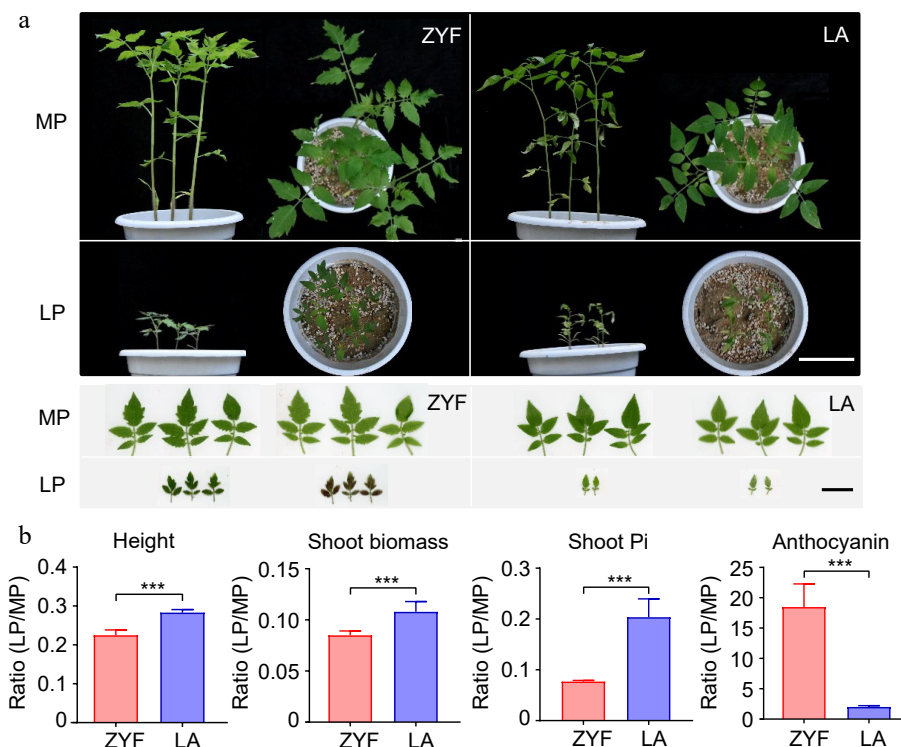 a
ZYF
LA
MP
LP
MP
ZYF
LA
LP
b
Height
Ratio (LP/MP)
0.4
0.3
0.2
0.1
0
***
ZYF
LA
Shoot biomass
Ratio (LP/MP)
0.15
0.10
0.05
0.00
***
ZYF
LA
Shoot Pi
Ratio (LP/MP)
0.3
0.2
0.1
0
***
ZYF
LA
Anthocyanin
Ratio (LP/MP)
25
20
15
10
5
0
***
ZYF
LA